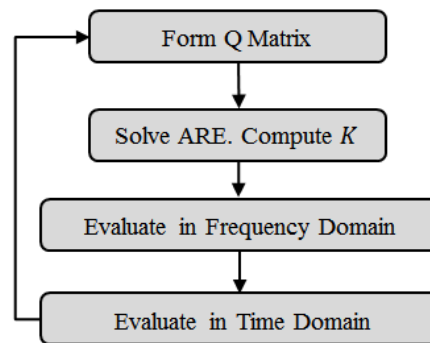 Form Q Matrix
Solve ARE. Compute K
Evaluate in Frequency Domain
Evaluate in Time Domain